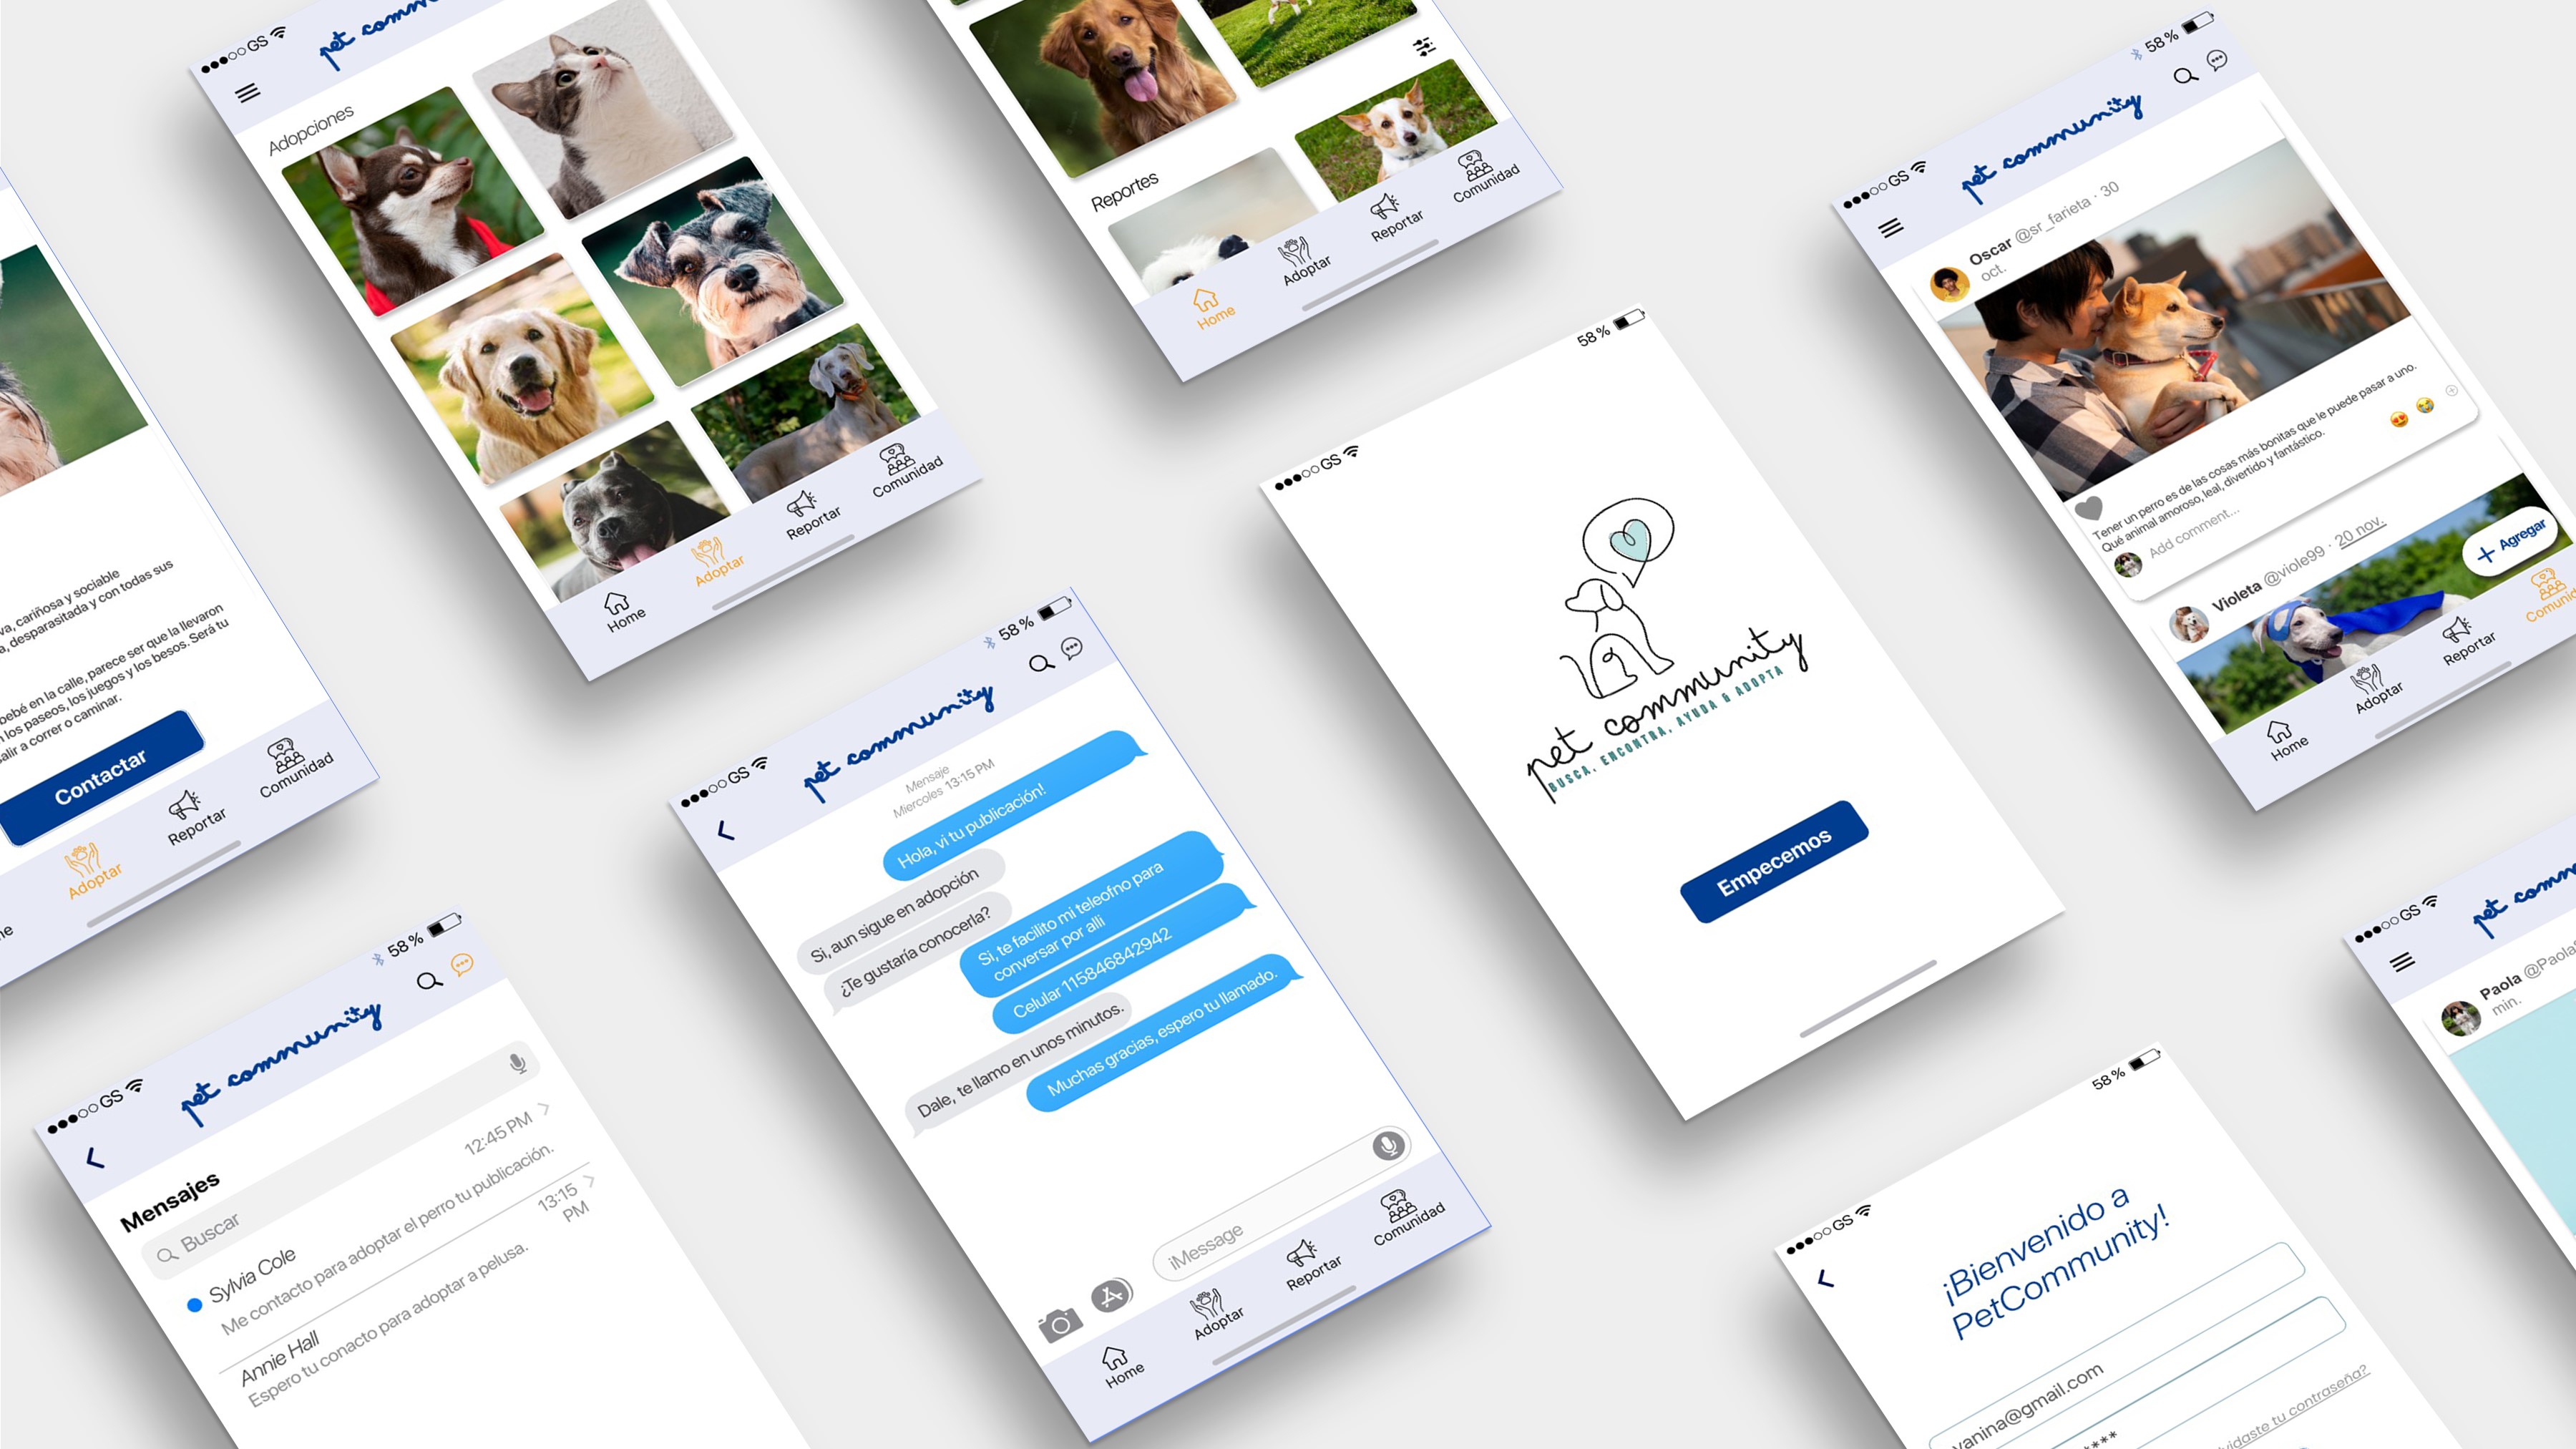 va, cariñosa y sociable
a, desparasitada y con todas sus
bebé en la calle, parece ser que la llevaron
n los paseos, los juegos y los besos. Será tu
salir a correr o caminar.
Contactar
Adoptar
Reportar
Comunidad
GS
pet comm
Adopciones
Home
Adoptar
Reportar
Comunidad
Reportes
Home
Adoptar
Reportar
Comunidad
GS
58 %
pet community
Oscar @sr_farieta · 30
oct.
Tener un perro es de las cosas más bonitas que le puede pasar a uno.
Qué animal amoroso, leal, divertido y fantástico.
Add comment...
Violeta @viole99 · 20 nov.
+ Agregar
Home
Adoptar
Reportar
Comunid
GS
58 %
pet community
BUSCA, ENCONTRA, AYUDA & ADOPTA
Empecemos
GS
58 %
pet community
Mensaje
Miercoles 13:15 PM
Hola, vi tu publicación!
Si, aun sigue en adopción
¿Te gustaría conocerla?
Si, te facilito mi teleofno para
conversar por alli
Celular 115846842942
Dale, te llamo en unos minutos.
Muchas gracias, espero tu llamado.
iMessage
Home
Adoptar
Reportar
Comunidad
GS
58 %
pet community
Mensajes
Buscar
Sylvia Cole
12:45 PM
Me contacto para adoptar el perro tu publicación.
Annie Hall
13:15
PM
Espero tu conacto para adoptar a pelusa.
GS
58 %
¡Bienvenido a
PetCommunity!
vanina@gmail.com
****
vidaste tu contraseña?
GS
pet comm
Paola @Paola
min.